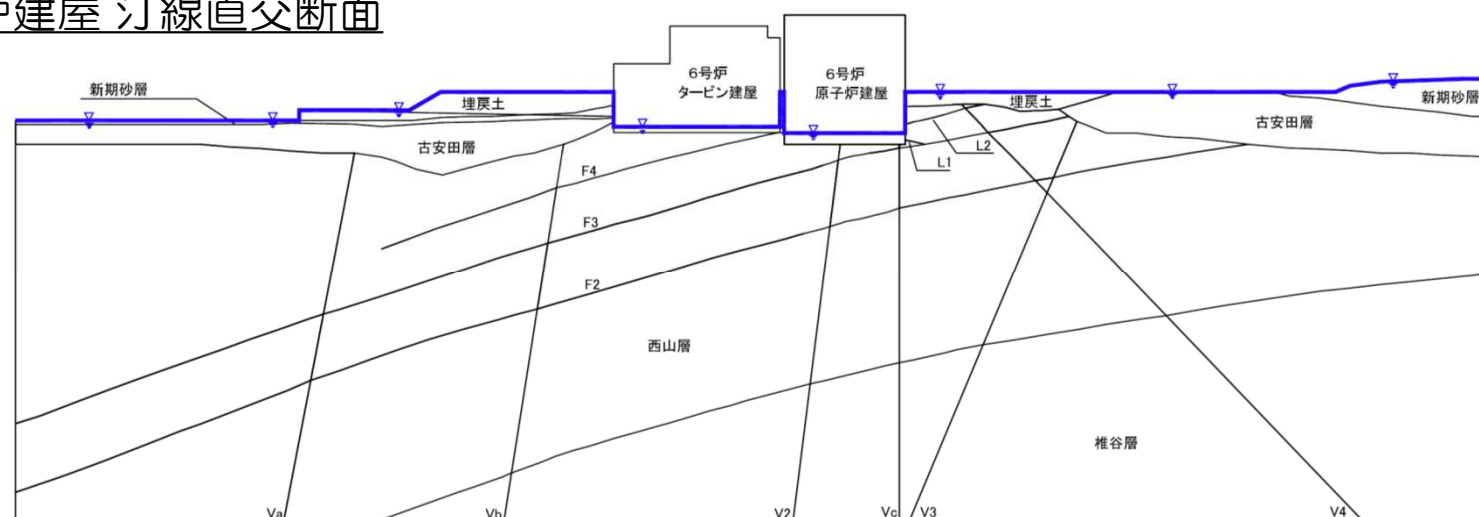 建屋 汀線直交断面
新期砂層
埋戻土
6号炉
タービン建屋
6号炉
原子炉建屋
埋戻土
新期砂層
古安田層
古安田層
L2
L1
F4
F3
F2
西山層
椎谷層
Va
Vb
V2
Vc
V3
V4